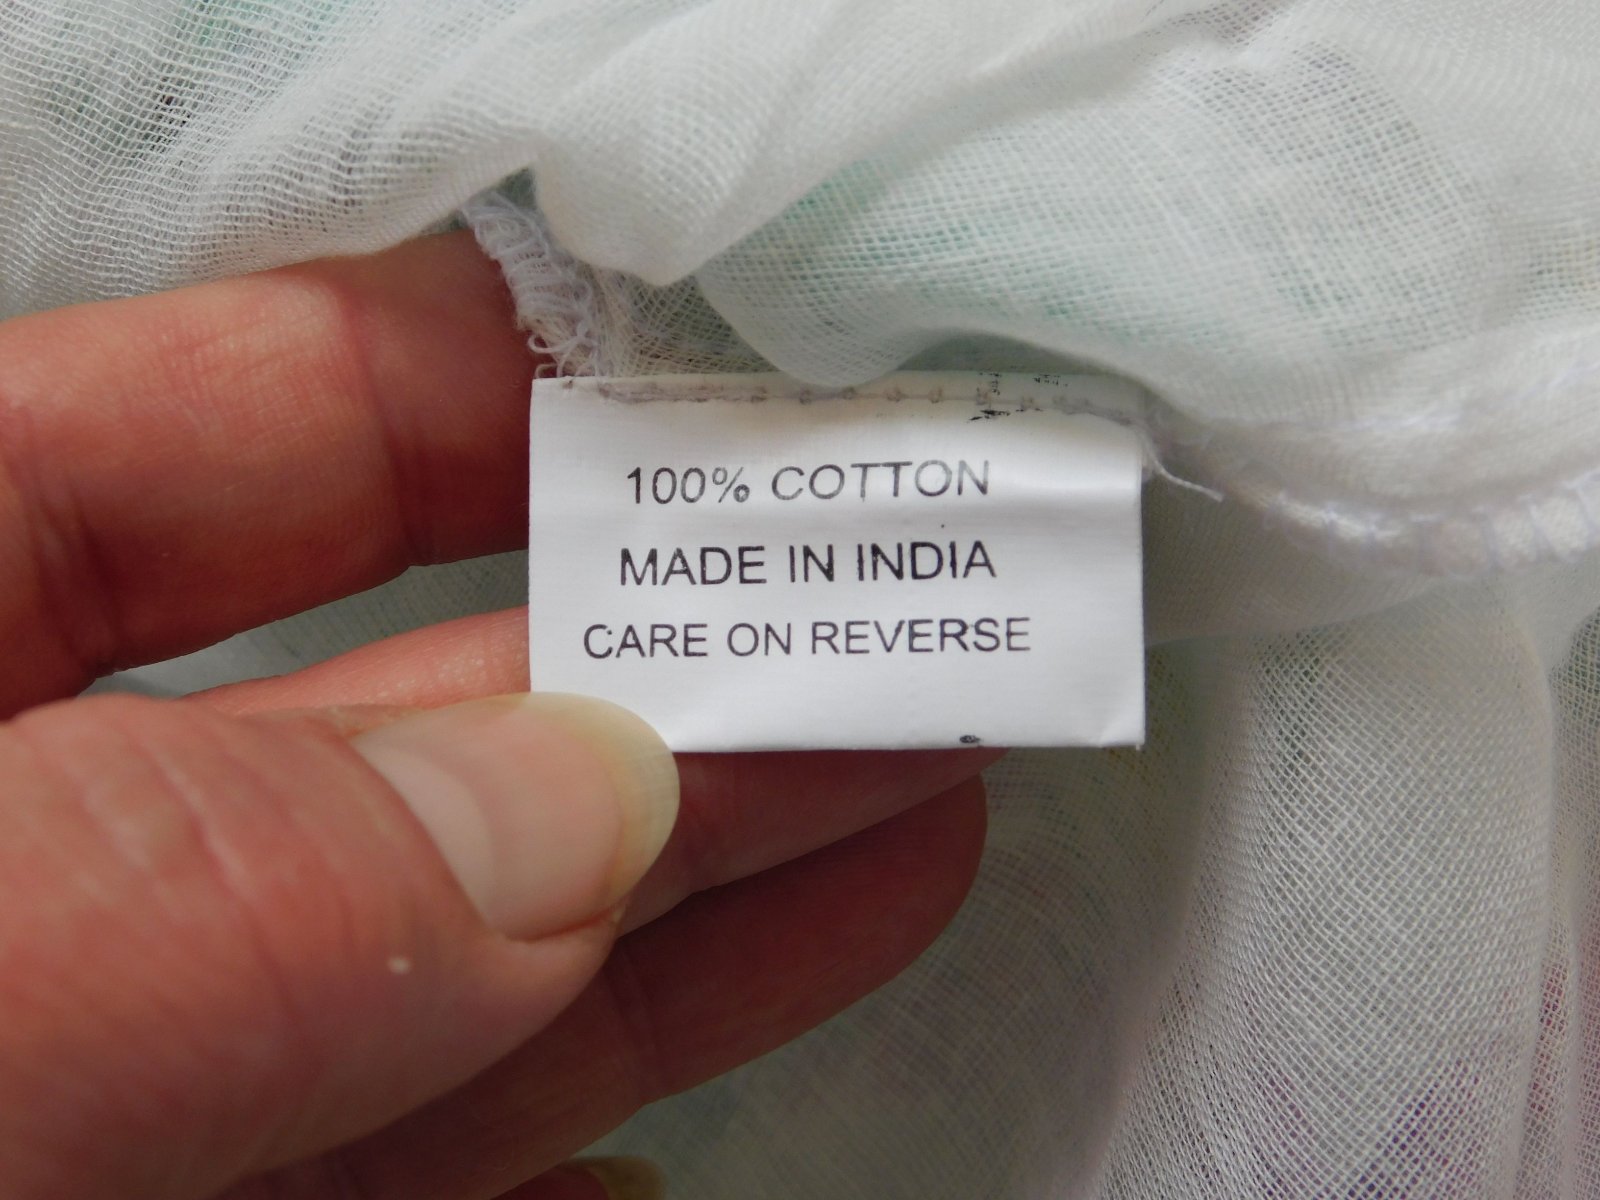 100% COTTON
MADE IN INDIA
CARE ON REVERSE